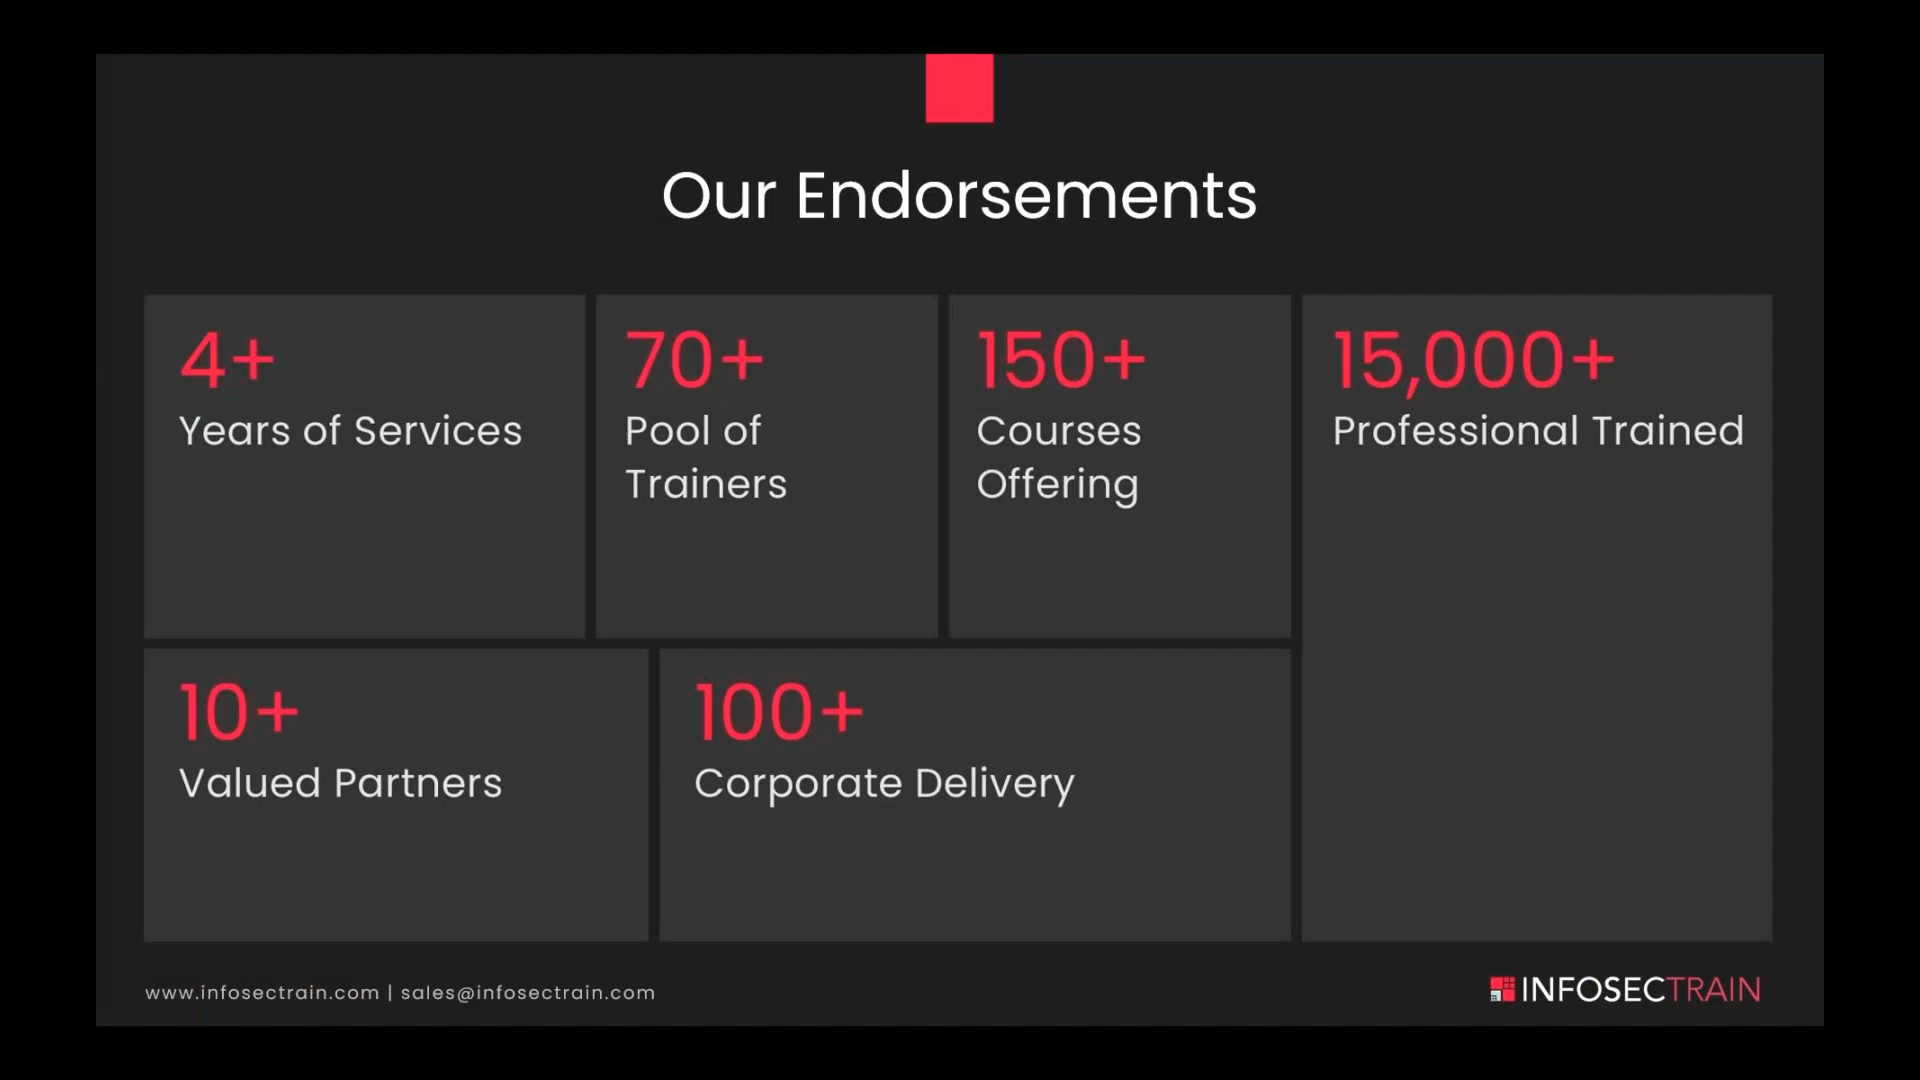 Our Endorsements
4+
Years of Services
70+
Pool of
Trainers
150+
Courses
Offering
15,000+
Professional Trained
10+
Valued Partners
100+
Corporate Delivery
www.infosectrain.com | sales@infosectrain.com
INFOSECTRAIN